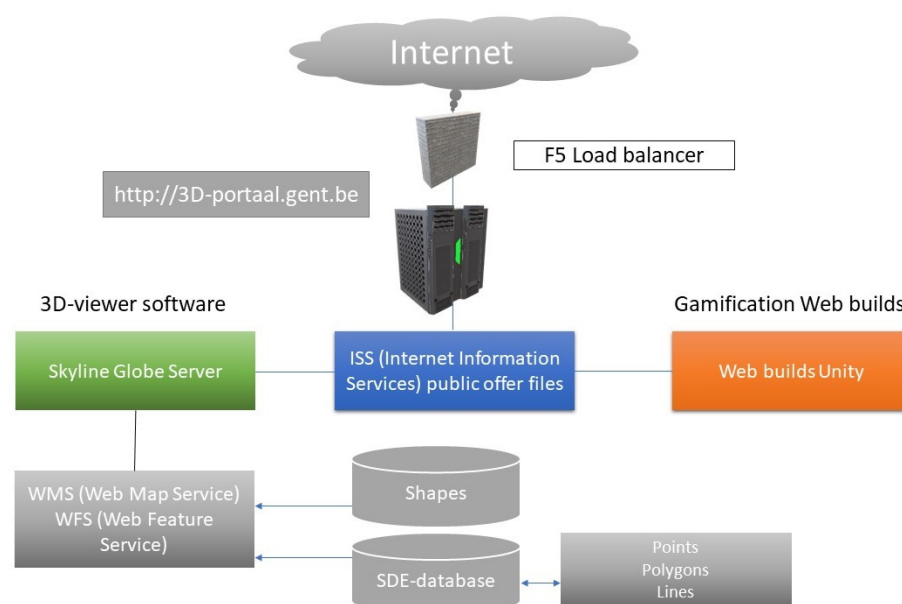 Internet
F5 Load balancer
http://3D-portaal.gent.be
3D-viewer software
Gamification Web builds
Skyline Globe Server
ISS (Internet Information
Services) public offer files
Web builds Unity
WMS (Web Map Service)
WFS (Web Feature
Service)
Shapes
SDE-database
Points
Polygons
Lines